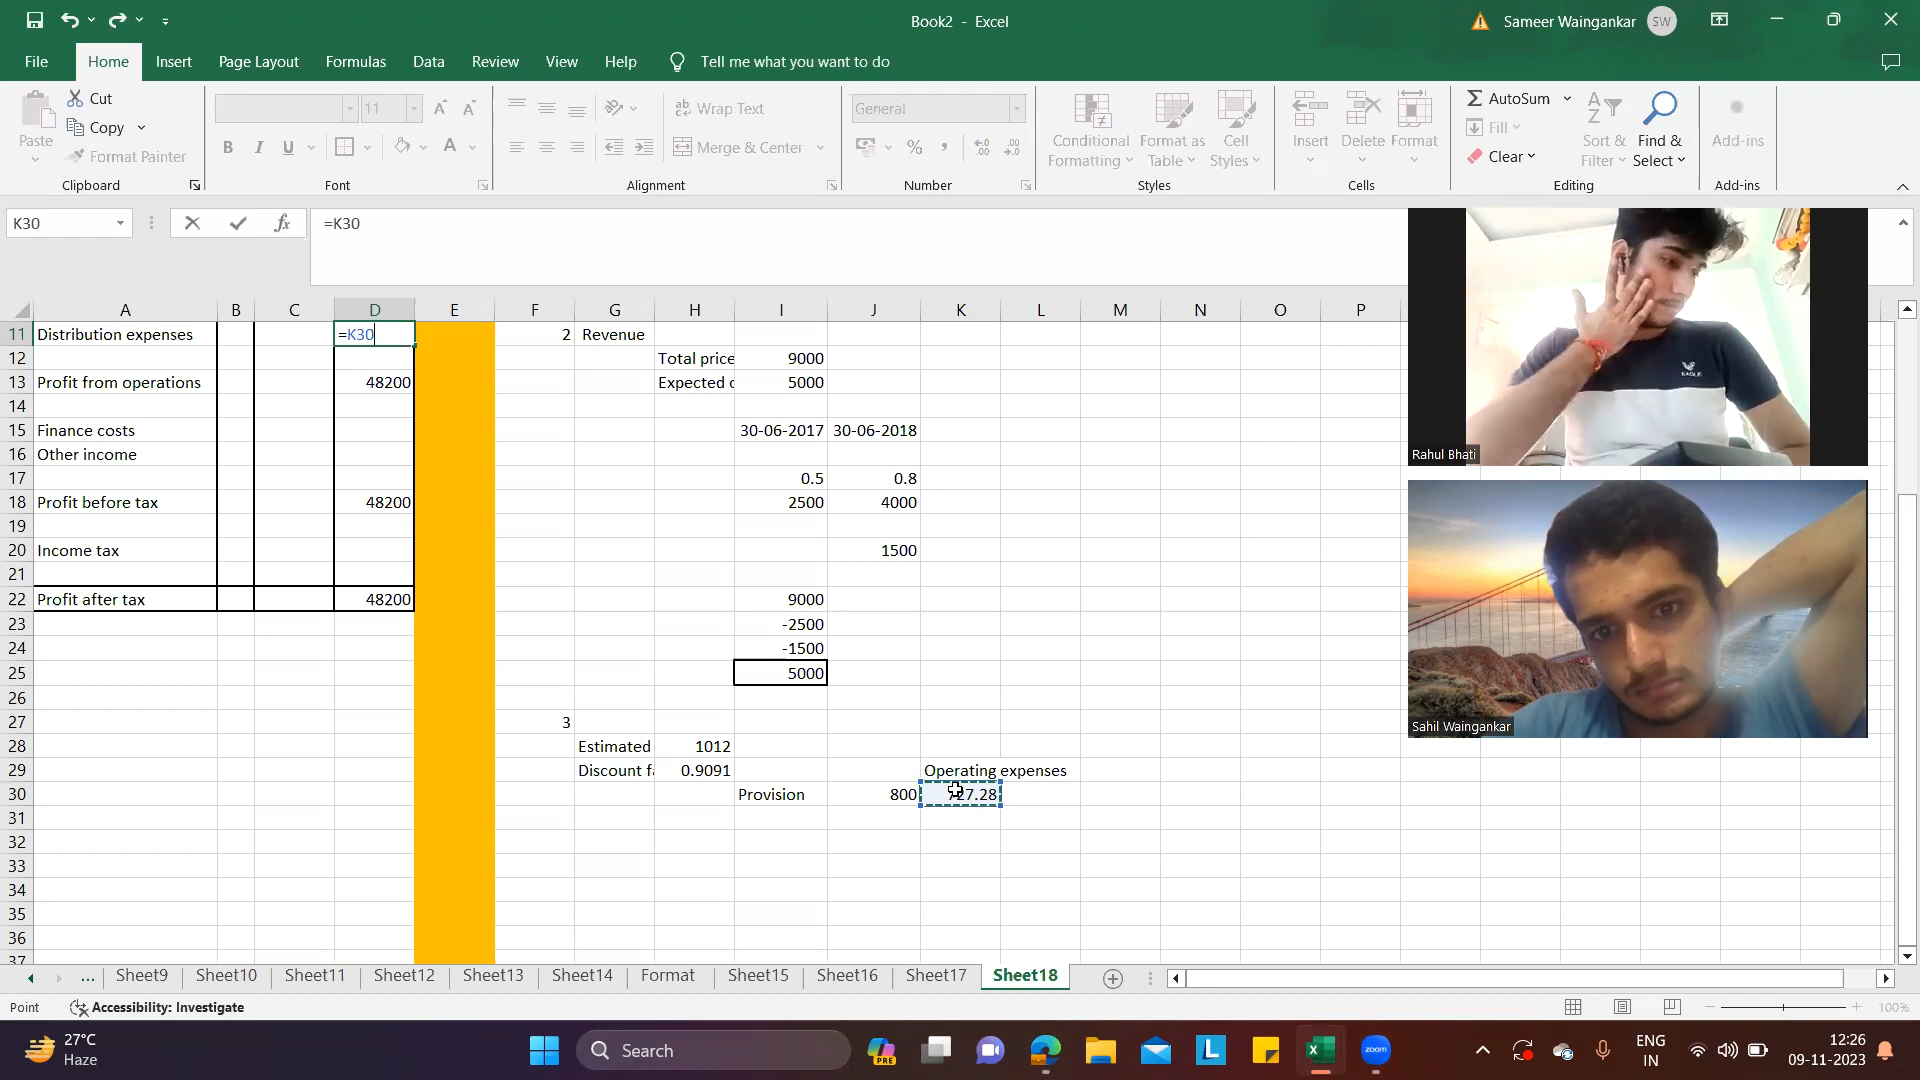 Book2 - Excel
Sameer Waingankar SW
File Home Insert Page Layout Formulas Data Review View Help Tell me what you want to do
Paste
Cut
Copy
Format Painter
Clipboard
11 A A
B I U A
Font
Wrap Text
Merge & Center
Alignment
General
% ,
Number
Conditional Formatting
Format as Table
Cell Styles
Styles
Insert Delete Format
Cells
AutoSum
Fill
Clear
Sort & Filter
Find & Select
Editing
Add-ins
Add-ins
K30 fx =K30
A B C D E F G H I J K L M N O P
11 Distribution expenses =K30 2 Revenue
12 Total price 9000
13 Profit from operations 48200 Expected 5000
14
15 Finance costs 30-06-2017 30-06-2018
16 Other income
17 0.5 0.8
18 Profit before tax 48200 2500 4000
19
20 Income tax 1500
21
22 Profit after tax 48200 9000
23 -2500
24 -1500
25 5000
26
27 3
28 Estimated 1012
29 Discount 0.9091 Operating expenses
30 Provision 800 727.28
31
32
33
34
35
36
37
Rahul Bhati
EAGLE
Sahil Waingankar
... Sheet9 Sheet10 Sheet11 Sheet12 Sheet13 Sheet14 Format Sheet15 Sheet16 Sheet17 Sheet18
Point Accessibility: Investigate 100%
27°C
Haze
Search
PRE
L
zoom
ENG
IN
12:26
09-11-2023